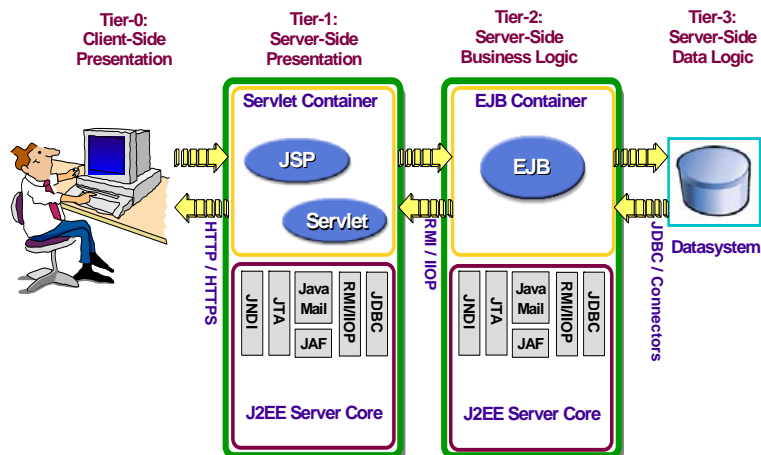 Tier-0:
Client-Side
Presentation
Tier-1:
Server-Side
Presentation
Tier-2:
Server-Side
Business Logic
Tier-3:
Server-Side
Data Logic
Servlet Container
JSP
Servlet
EJB Container
EJB
Datasystem
HTTP / HTTPS
RMI / IIOP
JDBC / Connectors
JNDI
JTA
Java
Mail
JAF
RMI/IIOP
JDBC
J2EE Server Core
JNDI
JTA
Java
Mail
JAF
RMI/IIOP
JDBC
J2EE Server Core